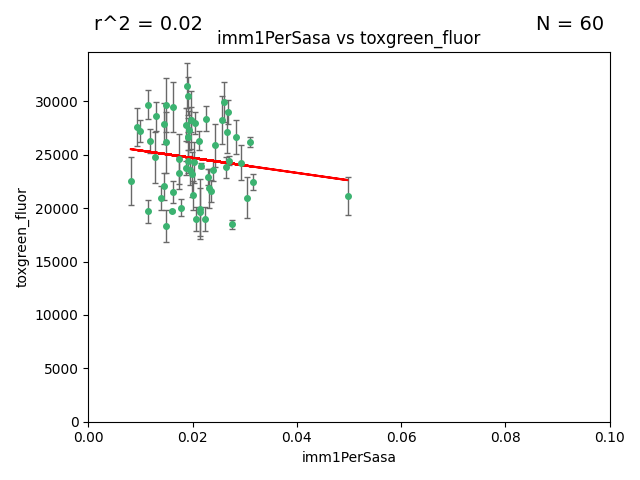 r^2 = 0.02
N = 60
imm1PerSasa vs toxgreen_fluor
toxgreen_fluor
30000
25000
20000
15000
10000
5000
0
0.00
0.02
0.04
0.06
0.08
0.10
imm1PerSasa